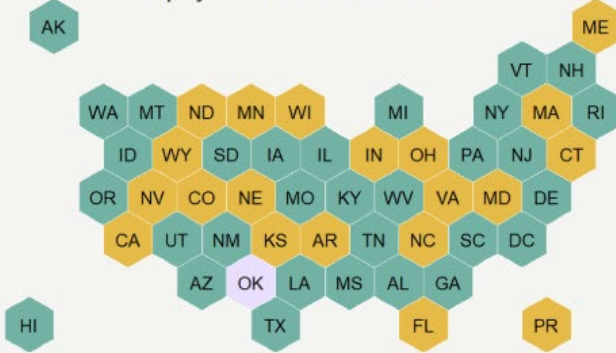 AK ME
VT NH
WA MT ND MN WI MI NY MA RI
ID WY SD IA IL IN OH PA NJ CT
OR NV CO NE MO KY WV VA MD DE
CA UT NM KS AR TN NC SC DC
AZ OK LA MS AL GA
HI TX FL PR